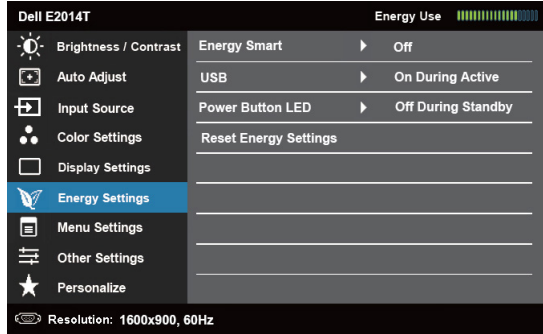 Dell E2014T Energy Use
Brightness / Contrast Energy Smart Off
Auto Adjust USB On During Active
Input Source Power Button LED Off During Standby
Color Settings Reset Energy Settings
Display Settings
Energy Settings
Menu Settings
Other Settings
Personalize
Resolution: 1600x900, 60Hz